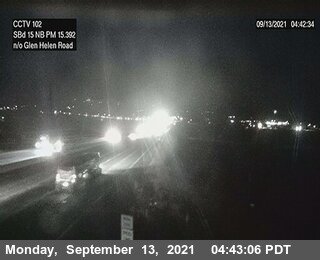 CCTV 102
SBd 15 NB PM 15.392
n/o Glen Helen Road
09/13/2021 04:42:34
Monday, September 13, 2021 04:43:06 PDT